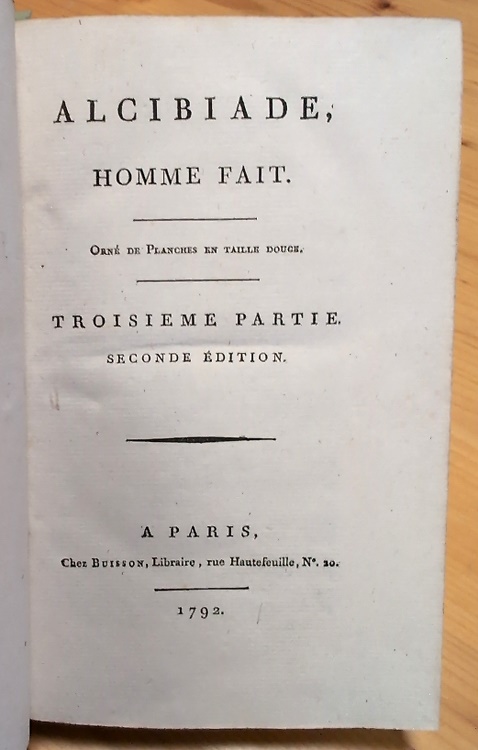 ALCIBIADE,
HOMME FAIT.
Orné de Planches en taille douce.
TROISIEME PARTIE.
SECONDE ÉDITION.
A PARIS,
Chez BUISSON, Libraire, rue Hautefeuille, N°. 20.
1792.